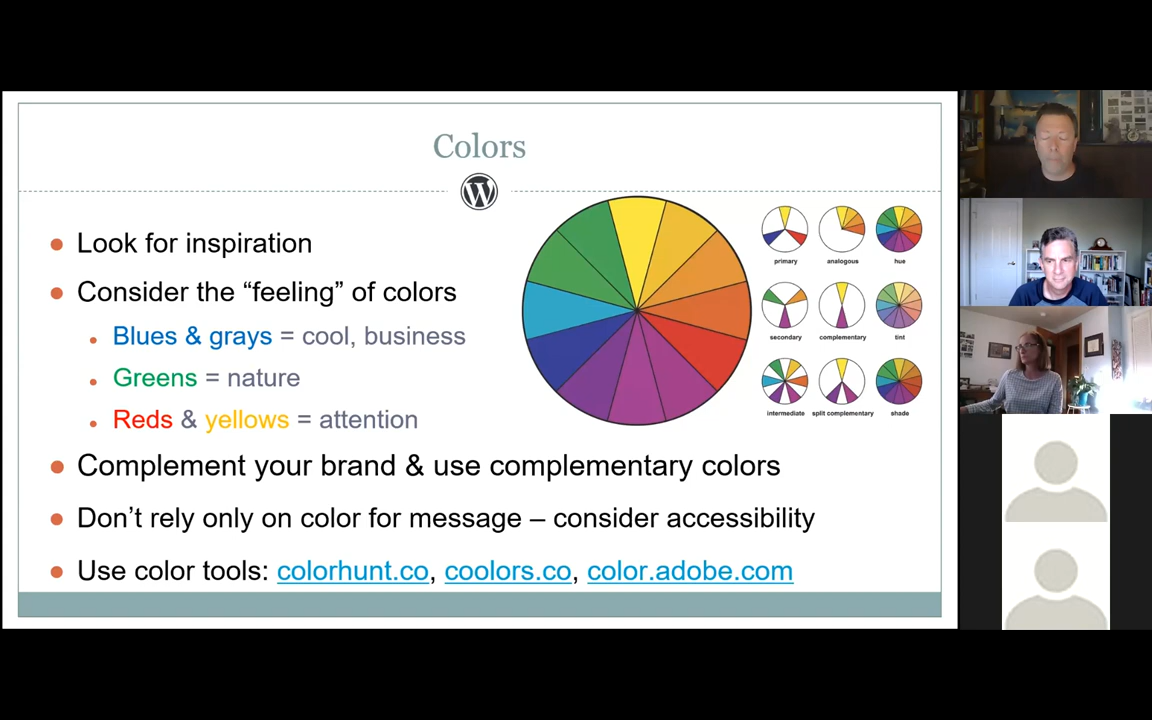 Colors
Look for inspiration
Consider the “feeling” of colors
Blues & grays = cool, business
Greens = nature
Reds & yellows = attention
Complement your brand & use complementary colors
Don’t rely only on color for message – consider accessibility
Use color tools: colorhunt.co, coolors.co, color.adobe.com
primary
analogous
hue
secondary
complementary
tint
intermediate
split complementary
shade